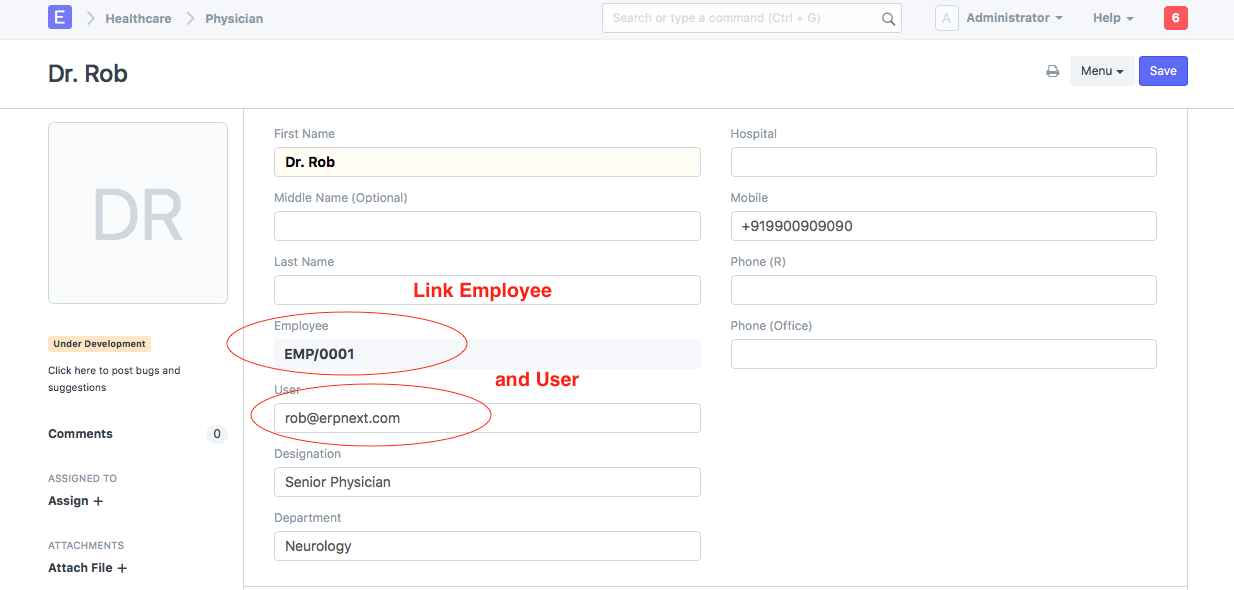 E Healthcare Physician
Search or type a command (Ctrl + G)
A Administrator Help 6
Dr. Rob
Menu Save
DR
Under Development
Click here to post bugs and
suggestions
Comments 0
ASSIGNED TO
Assign +
ATTACHMENTS
Attach File +
First Name
Dr. Rob
Middle Name (Optional)
Last Name
Link Employee
Employee
EMP/0001
and User
User
rob@erpnext.com
Designation
Senior Physician
Department
Neurology
Hospital
Mobile
+919900909090
Phone (R)
Phone (Office)